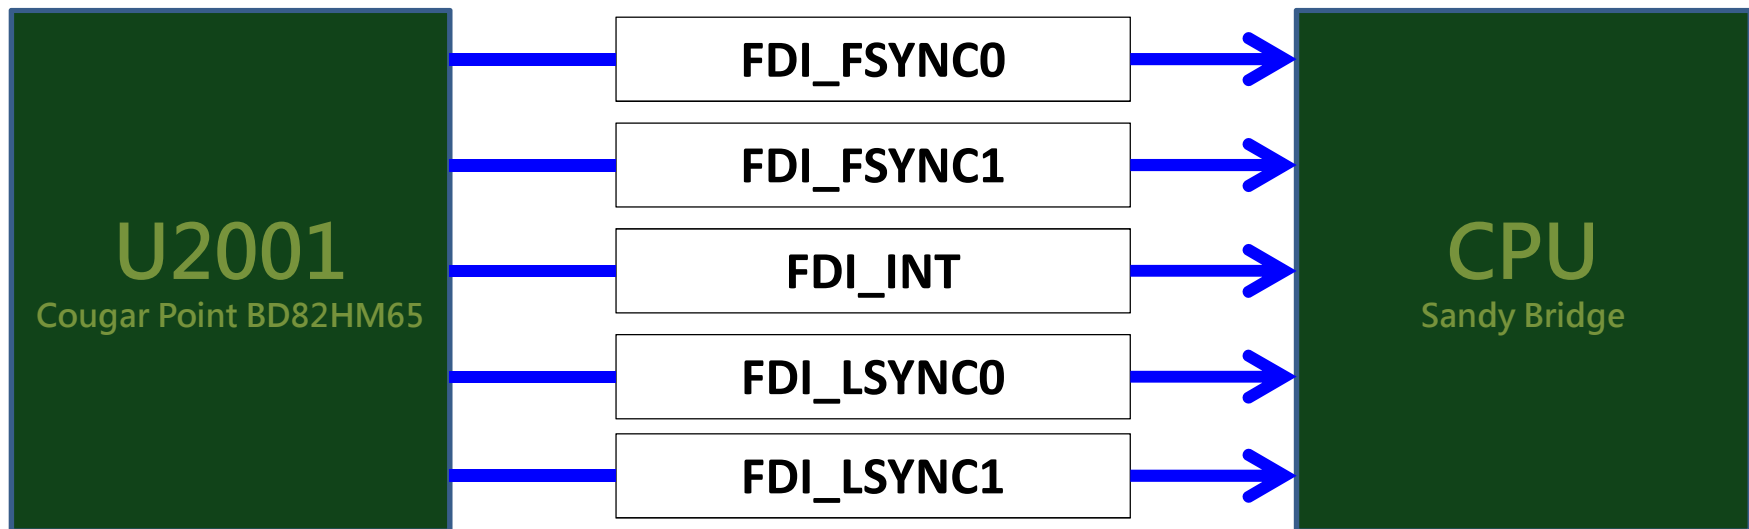 U2001
Cougar Point BD82HM65
FDI_FSYNC0
FDI_FSYNC1
FDI_INT
FDI_LSYNC0
FDI_LSYNC1
CPU
Sandy Bridge